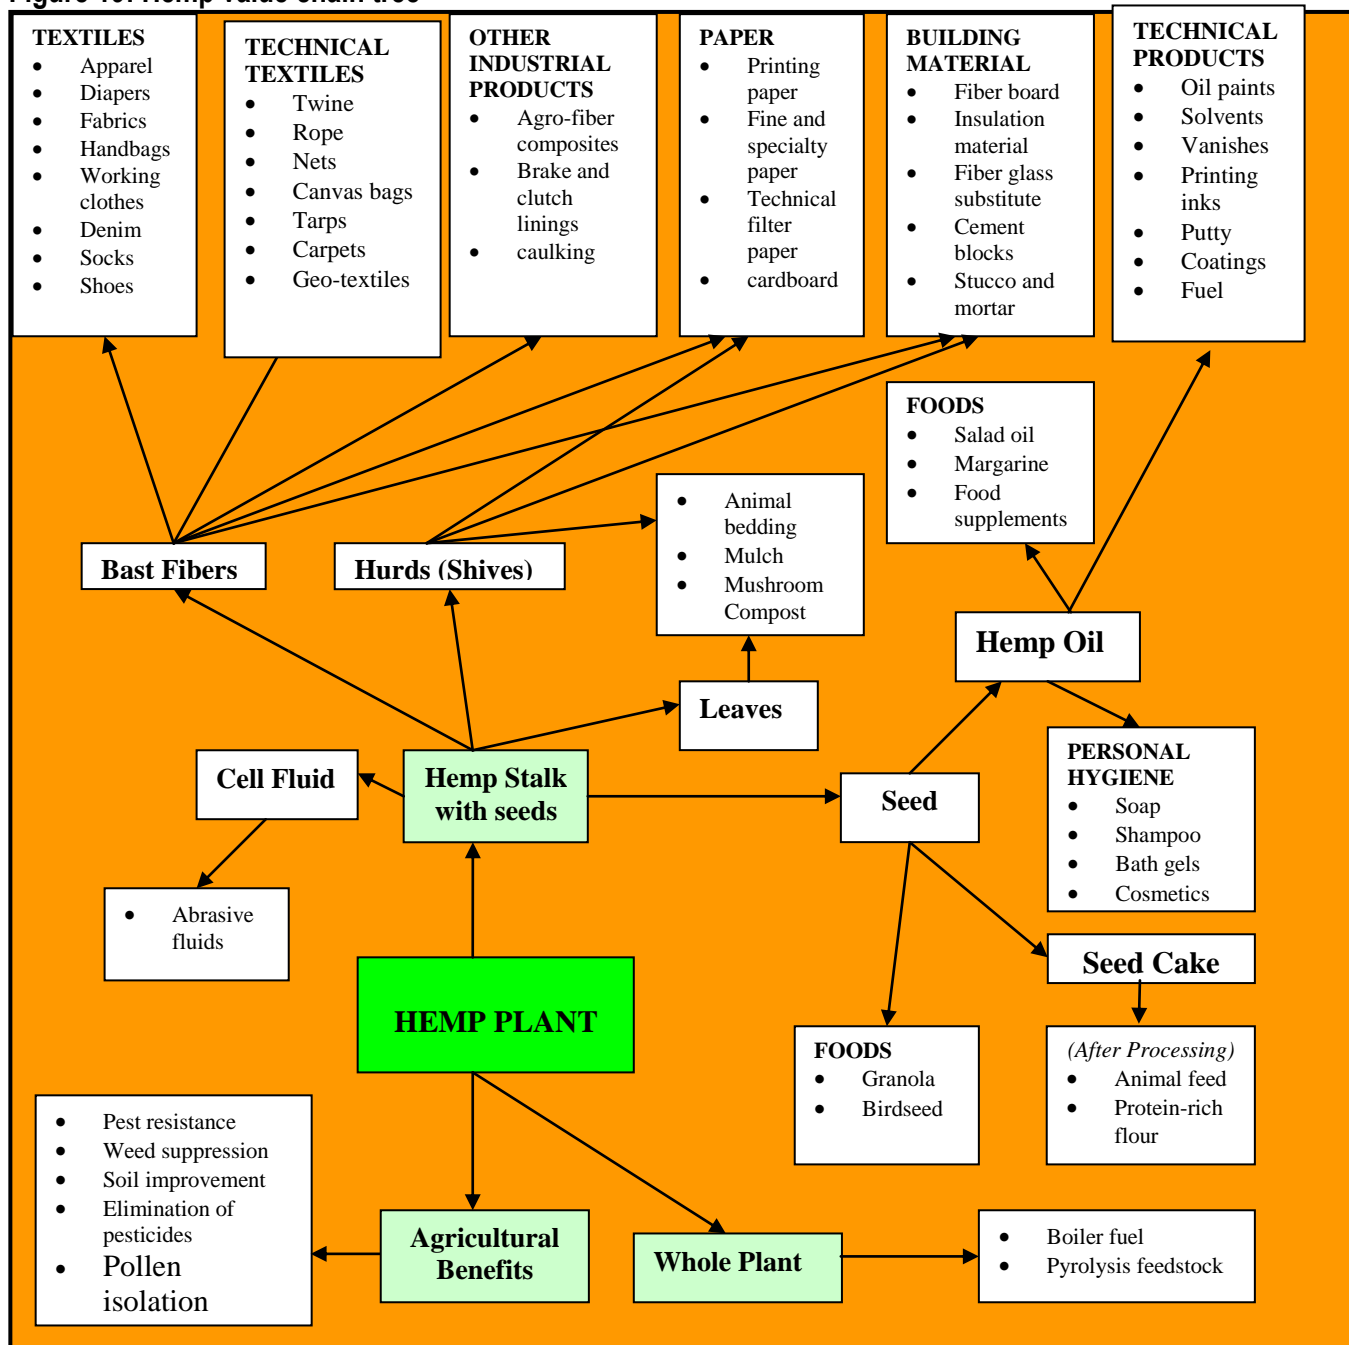 Figure 10: Hemp value chain tree
TEXTILES
• Apparel
• Diapers
• Fabrics
• Handbags
• Working
clothes
• Denim
• Socks
• Shoes
TECHNICAL
TEXTILES
• Twine
• Rope
• Nets
• Canvas bags
• Tarps
• Carpets
• Geo-textiles
OTHER
INDUSTRIAL
PRODUCTS
• Agro-fiber
composites
• Brake and
clutch
linings
• caulking
PAPER
• Printing
paper
• Fine and
specialty
paper
• Technical
filter
paper
• cardboard
BUILDING
MATERIAL
• Fiber board
• Insulation
material
• Fiber glass
substitute
• Cement
blocks
• Stucco and
mortar
TECHNICAL
PRODUCTS
• Oil paints
• Solvents
• Vanishes
• Printing
inks
• Putty
• Coatings
• Fuel
FOODS
• Salad oil
• Margarine
• Food
supplements
• Animal
bedding
• Mulch
• Mushroom
Compost
Bast Fibers
Hurds (Shives)
Hemp Oil
Leaves
Cell Fluid
Hemp Stalk
with seeds
Seed
PERSONAL
HYGIENE
• Soap
• Shampoo
• Bath gels
• Cosmetics
• Abrasive
fluids
Seed Cake
HEMP PLANT
FOODS
• Granola
• Birdseed
(After Processing)
• Animal feed
• Protein-rich
flour
• Pest resistance
• Weed suppression
• Soil improvement
• Elimination of
pesticides
• Pollen
isolation
Agricultural
Benefits
Whole Plant
• Boiler fuel
• Pyrolysis feedstock